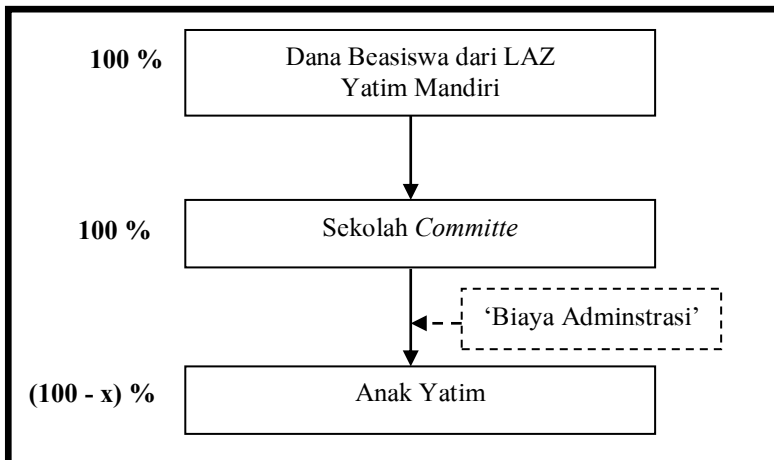 100 %
Dana Beasiswa dari LAZ
Yatim Mandiri
100 %
Sekolah Committe
‘Biaya Adminstrasi’
(100 - x) %
Anak Yatim